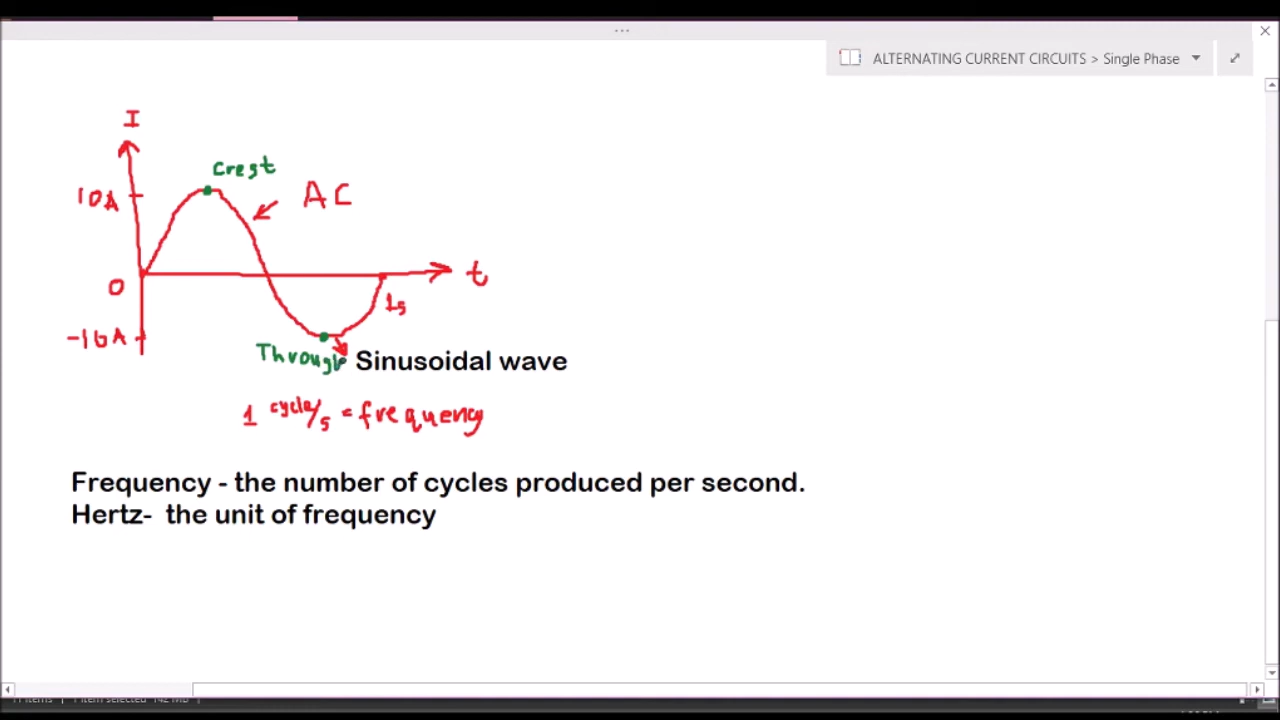 ALTERNATING CURRENT CIRCUITS > Single Phase
I
Crest
10A
AC
0
t
1s
-10A
Through
Sinusoidal wave
1 cycle/s = frequency
Frequency - the number of cycles produced per second.
Hertz- the unit of frequency